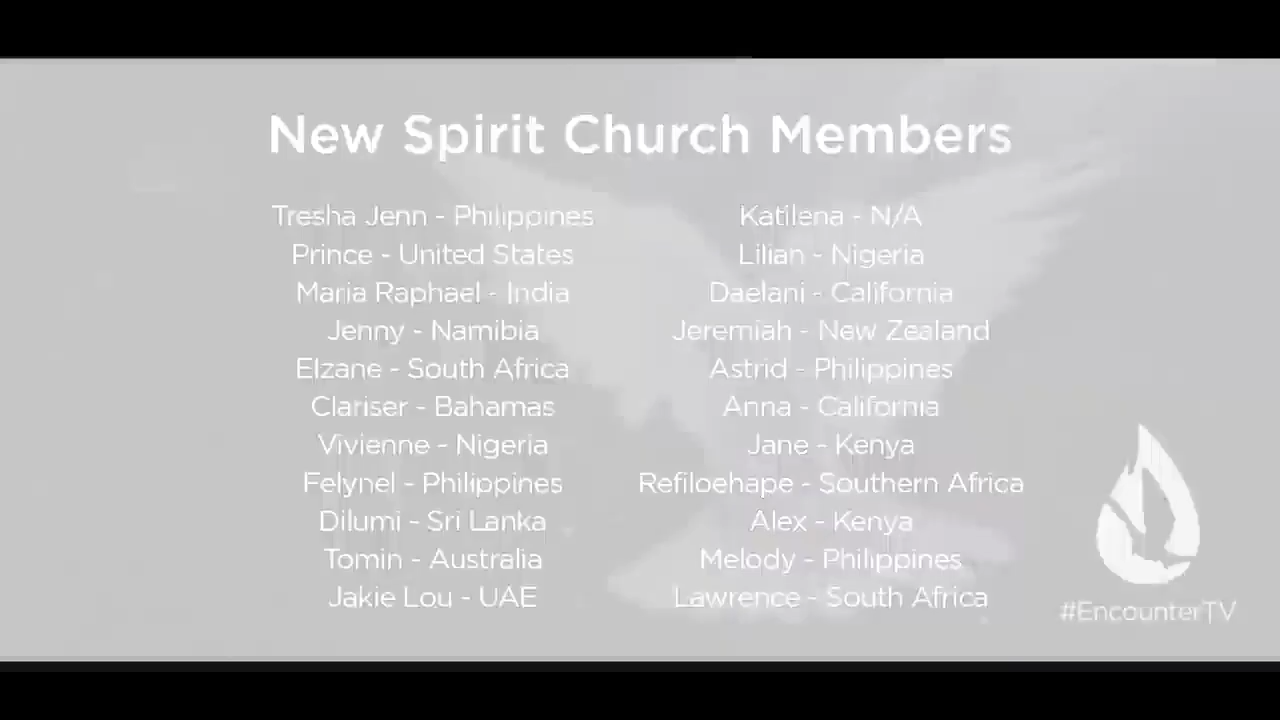 New Spirit Church Members
Tresha Jenn - Philippines
Prince - United States
Maria Raphael - India
Jenny - Namibia
Elzane - South Africa
Clariser - Bahamas
Vivienne - Nigeria
Felynel - Philippines
Dilumi - Sri Lanka
Tomin - Australia
Jakie Lou - UAE
Katilena - N/A
Lilian - Nigeria
Daelani - California
Jeremiah - New Zealand
Astrid - Philippines
Anna - California
Jane - Kenya
Refiloehape - Southern Africa
Alex - Kenya
Melody - Philippines
Lawrence - South Africa
#EncounterTV